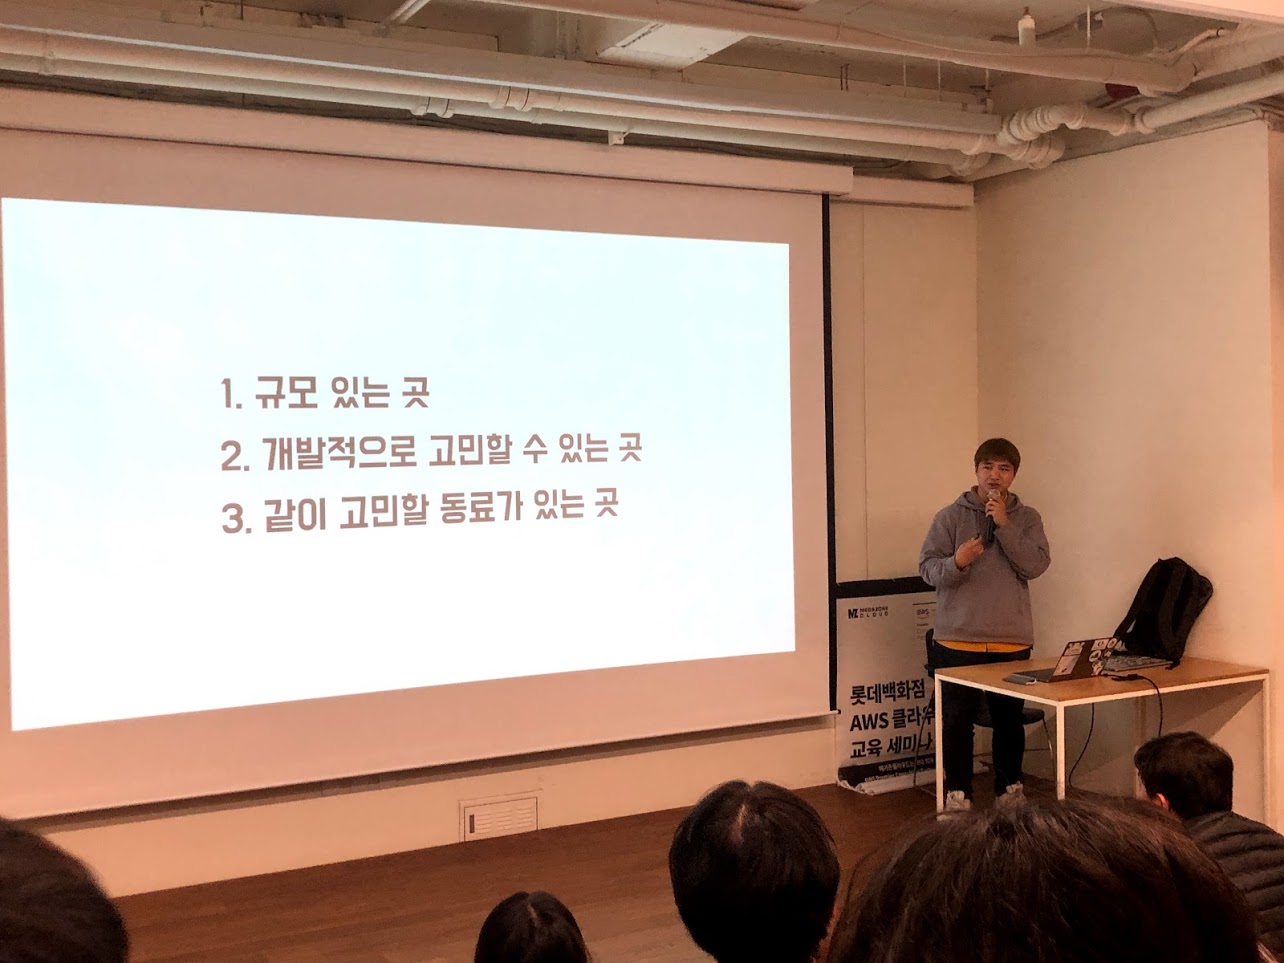 1. 규모 있는 곳
2. 개발적으로 고민할 수 있는 곳
3. 같이 고민할 동료가 있는 곳
MEGAZONE
CLOUD
aws
롯데백화점
AWS 클라우
교육 세미나